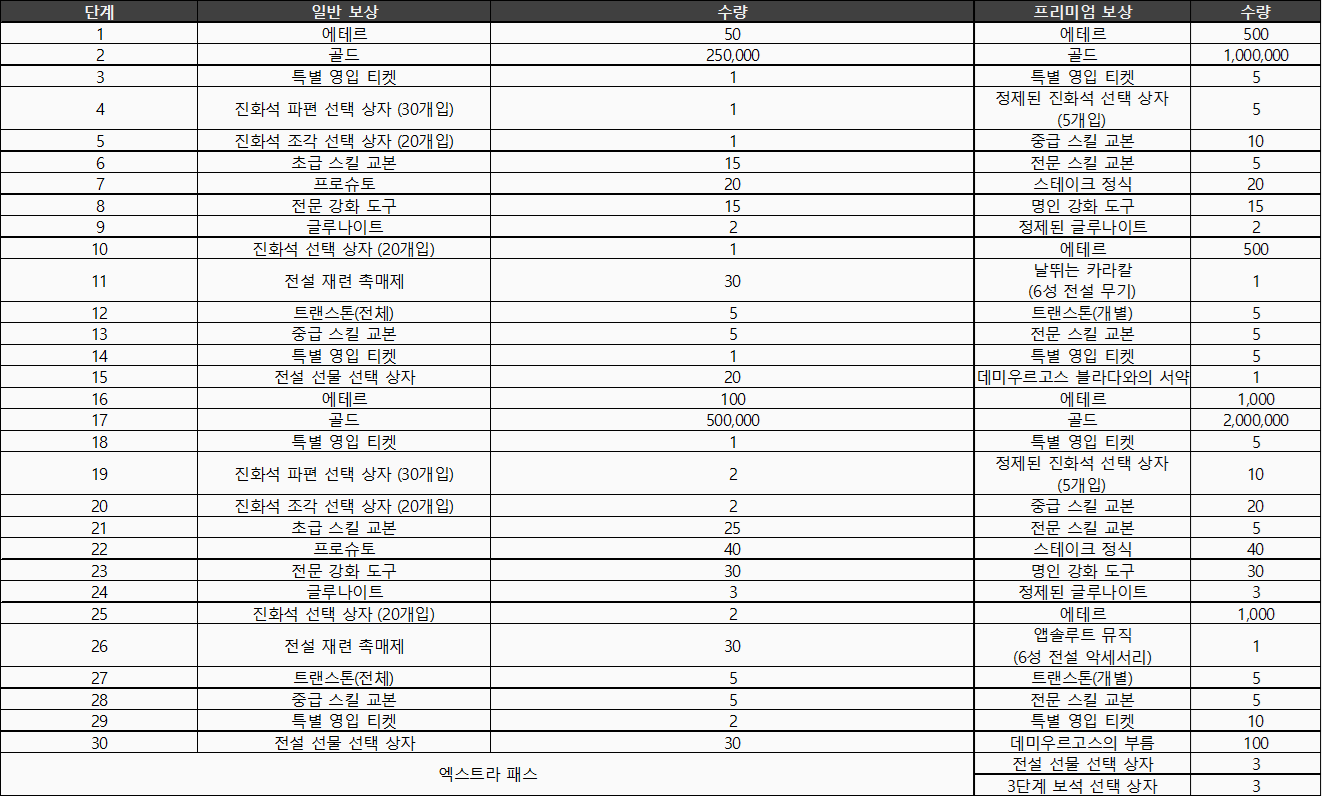 단계 일반 보상 수량 프리미엄 보상 수량
1 에테르 50 에테르 500
2 골드 250,000 골드 1,000,000
3 특별 영입 티켓 1 특별 영입 티켓 5
4 진화석 파편 선택 상자 (30개입) 1 정제된 진화석 선택 상자
(5개입) 5
5 진화석 조각 선택 상자 (20개입) 1 중급 스킬 교본 10
6 초급 스킬 교본 15 전문 스킬 교본 5
7 프로슈토 20 스테이크 정식 20
8 전문 강화 도구 15 명인 강화 도구 15
9 글루나이트 2 정제된 글루나이트 2
10 진화석 선택 상자 (20개입) 1 에테르 500
11 전설 재련 촉매제 30 날뛰는 카라칼
(6성 전설 무기) 1
12 트랜스톤(전체) 5 트랜스톤(개별) 5
13 중급 스킬 교본 5 전문 스킬 교본 5
14 특별 영입 티켓 1 특별 영입 티켓 5
15 전설 선물 선택 상자 20 데미우르고스 블라다와의 서약 1
16 에테르 100 에테르 1,000
17 골드 500,000 골드 2,000,000
18 특별 영입 티켓 1 특별 영입 티켓 5
19 진화석 파편 선택 상자 (30개입) 2 정제된 진화석 선택 상자
(5개입) 10
20 진화석 조각 선택 상자 (20개입) 2 중급 스킬 교본 20
21 초급 스킬 교본 25 전문 스킬 교본 5
22 프로슈토 40 스테이크 정식 40
23 전문 강화 도구 30 명인 강화 도구 30
24 글루나이트 3 정제된 글루나이트 3
25 진화석 선택 상자 (20개입) 2 에테르 1,000
26 전설 재련 촉매제 30 앱솔루트 뮤직
(6성 전설 악세서리) 1
27 트랜스톤(전체) 5 트랜스톤(개별) 5
28 중급 스킬 교본 5 전문 스킬 교본 5
29 특별 영입 티켓 2 특별 영입 티켓 10
30 전설 선물 선택 상자 30 데미우르고스의 부름 100
엑스트라 패스 전설 선물 선택 상자 3
3단계 보석 선택 상자 3